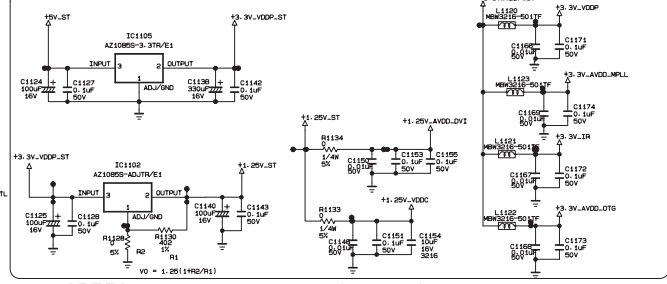 +5V_ST
+3.3V_VDDP_ST
IC1105
AZ1085S-3.3TR/E1
INPUT 3 2 OUTPUT
1
ADJ/GND
C1124
100uF
16V
C1127
0.1uF
50V
C1138
330uF
16V
C1142
0.1uF
50V
+3.3V_VDDP_ST
+1.25V_ST
IC1102
AZ1085S-ADJTR/E1
INPUT 3 2 OUTPUT
1
ADJ/GND
TL
C1125
100uF
16V
C1128
0.1uF
50V
R1128
0
5%
R2
R1130
402
1%
R1
C1140
100uF
16V
C1143
0.1uF
50V
VO = 1.25(1+R2/R1)
+1.25V_ST
+1.25V_AVDD_DVI
R1134
0
1/4W
5%
C1150
0.01uF
50V
C1153
0.1uF
50V
C1155
0.1uF
50V
+1.25V_VDDC
R1133
0
1/4W
5%
C1148
0.01uF
50V
C1151
0.1uF
50V
C1154
10uF
16V
3216
L1120
MBW3216-501TF
+3.3V_VDDP
C1166
0.01uF
50V
C1171
0.1uF
50V
L1123
MBW3216-501TF
+3.3V_AVDD_MPLL
C1169
0.01uF
50V
C1174
0.1uF
50V
L1121
MBW3216-501TF
+3.3V_IR
C1167
0.01uF
50V
C1172
0.1uF
50V
L1122
MBW3216-501TF
+3.3V_AVDD_OTG
C1168
0.01uF
50V
C1173
0.1uF
50V